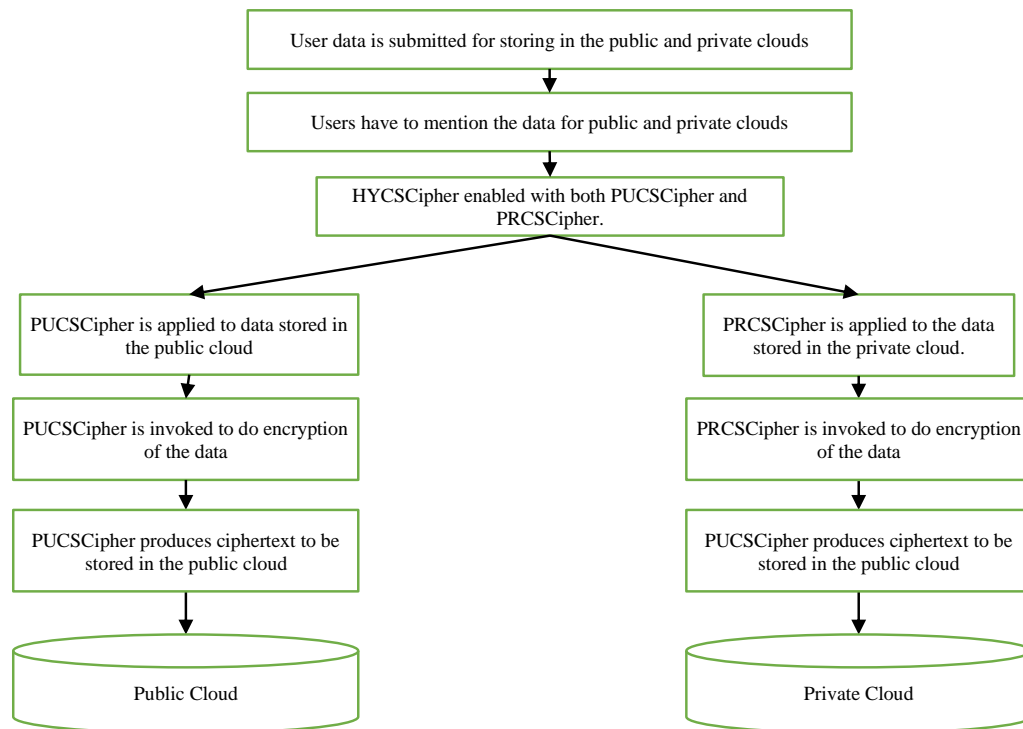 User data is submitted for storing in the public and private clouds
Users have to mention the data for public and private clouds
HYCSCipher enabled with both PUCSCipher and
PRCSCipher.
PUCSCipher is applied to data stored in
the public cloud
PUCSCipher is invoked to do encryption
of the data
PUCSCipher produces ciphertext to be
stored in the public cloud
Public Cloud
PRCSCipher is applied to the data
stored in the private cloud.
PRCSCipher is invoked to do encryption
of the data
PUCSCipher produces ciphertext to be
stored in the public cloud
Private Cloud